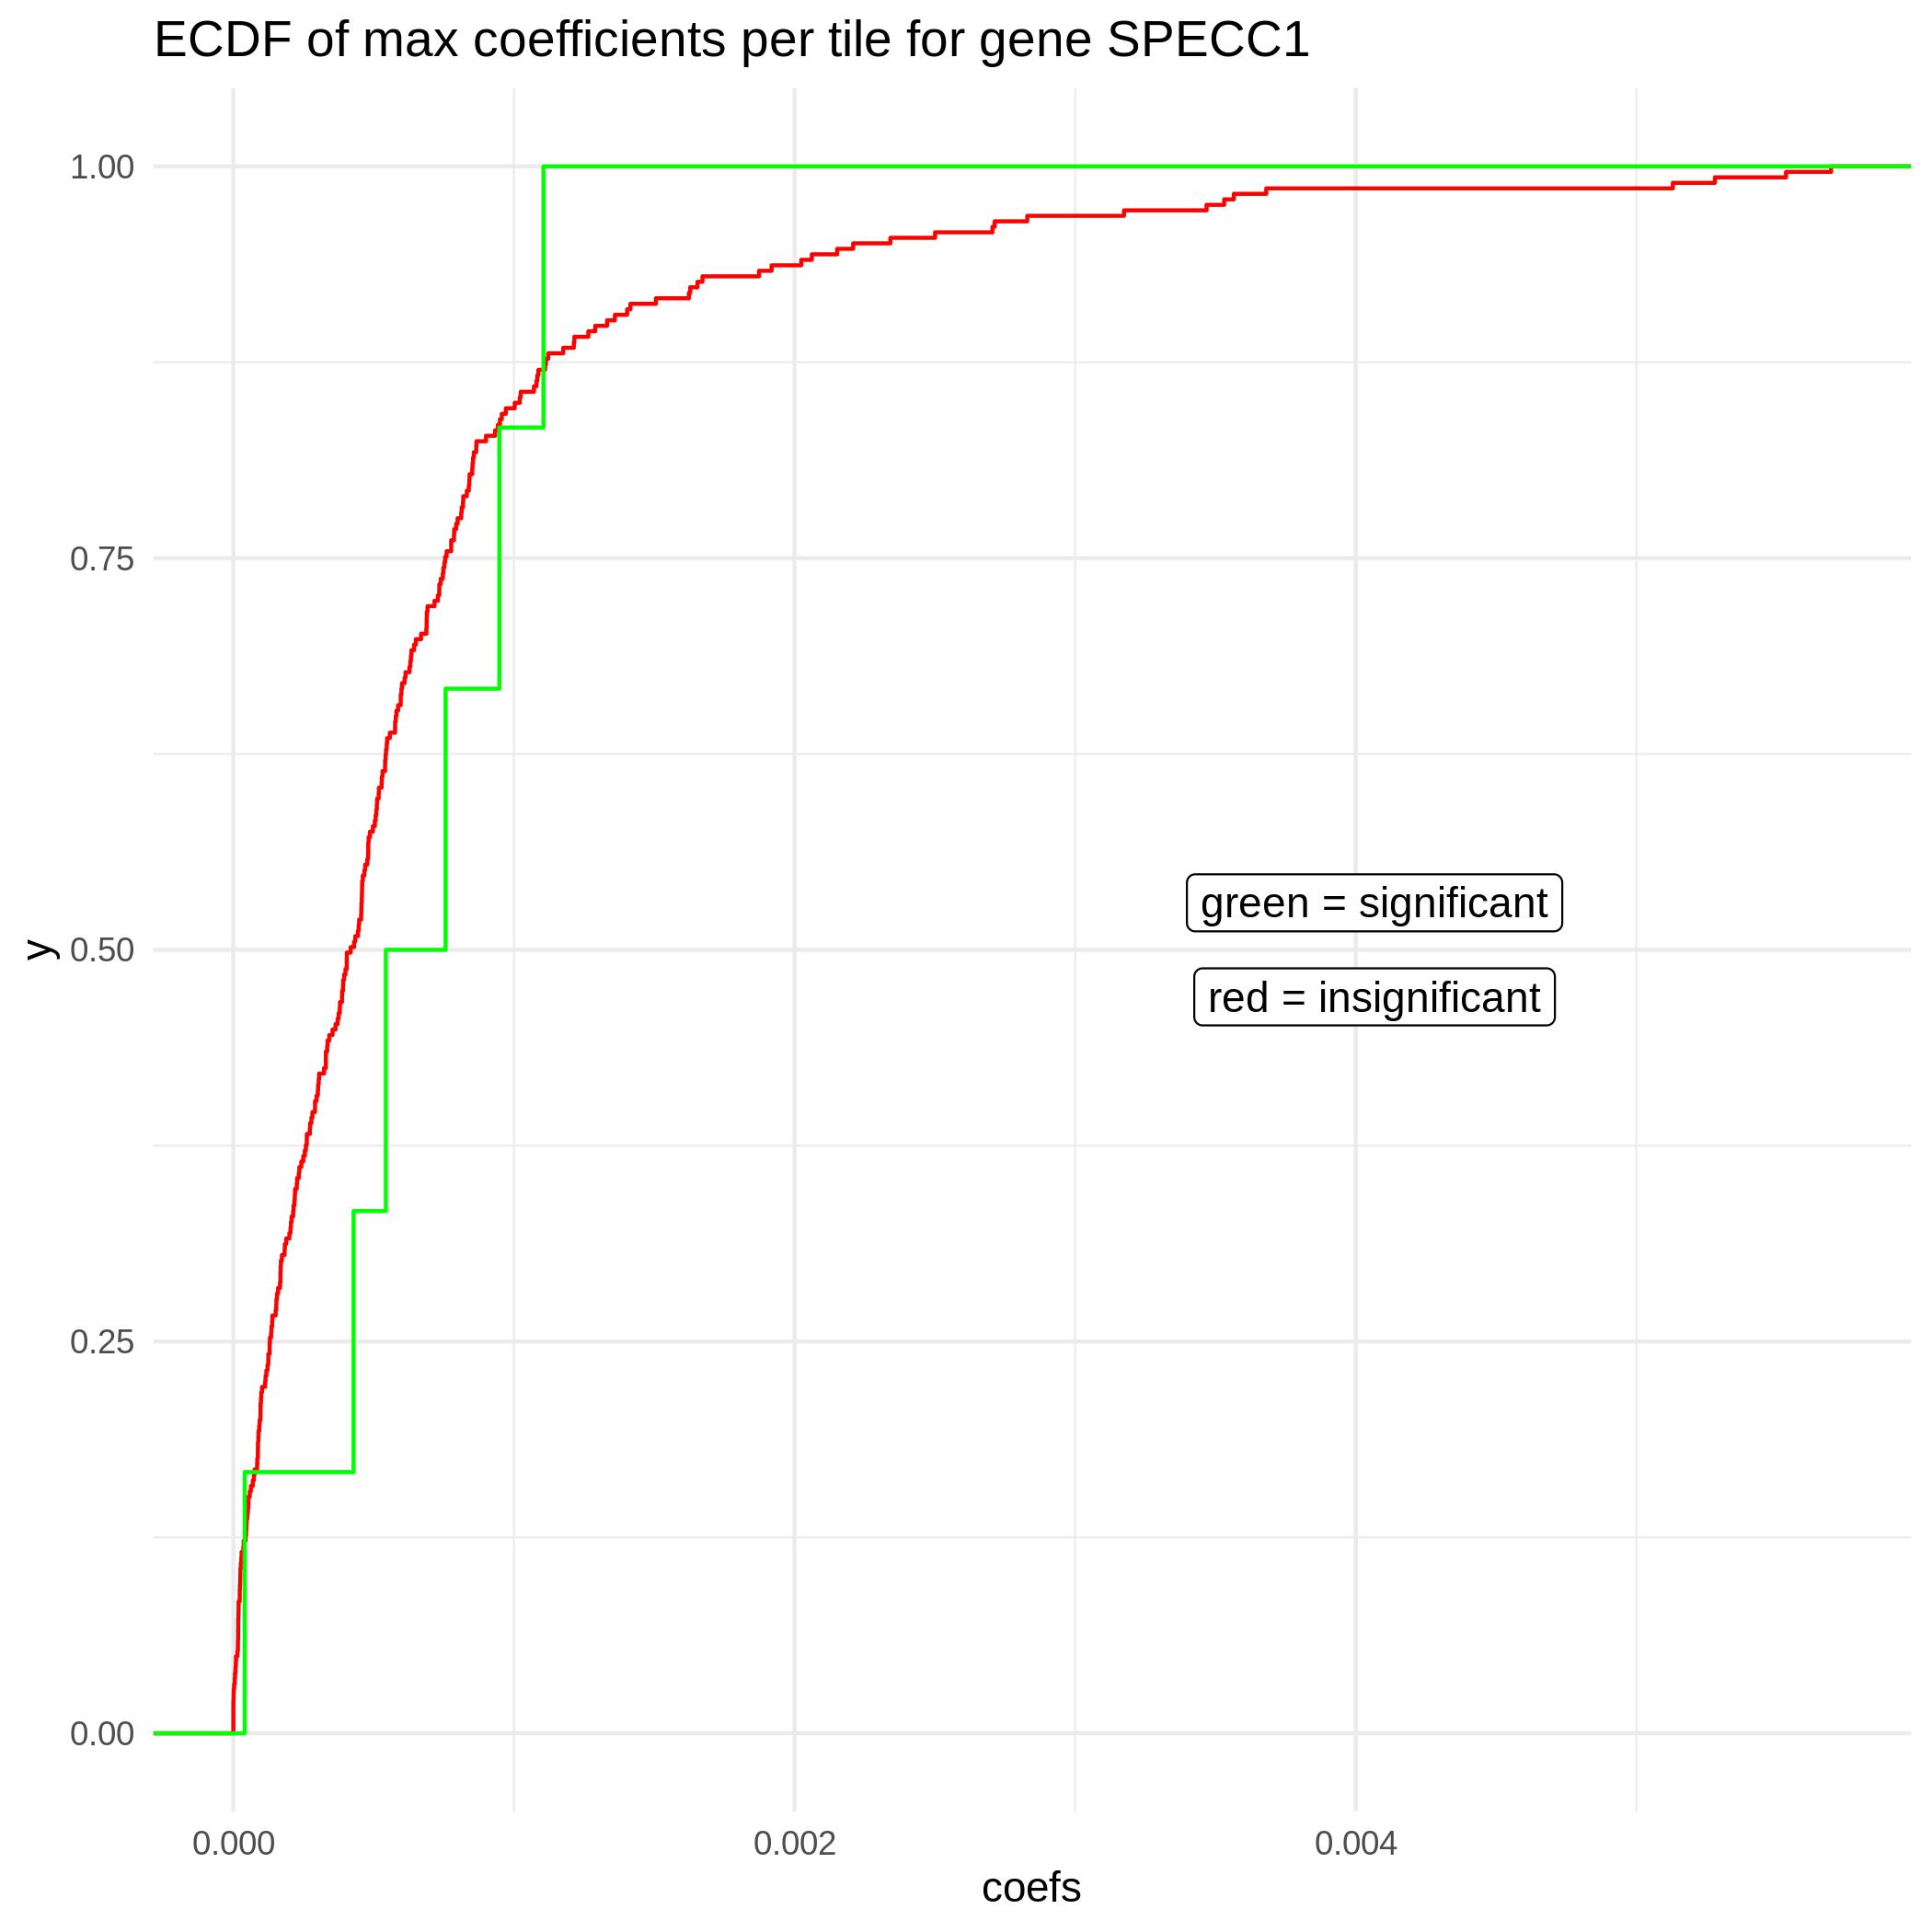 ECDF of max coefficients per tile for gene SPECC1
1.00
0.75
0.50
0.25
0.00
y
green = significant
red = insignificant
0.000
0.002
0.004
coefs